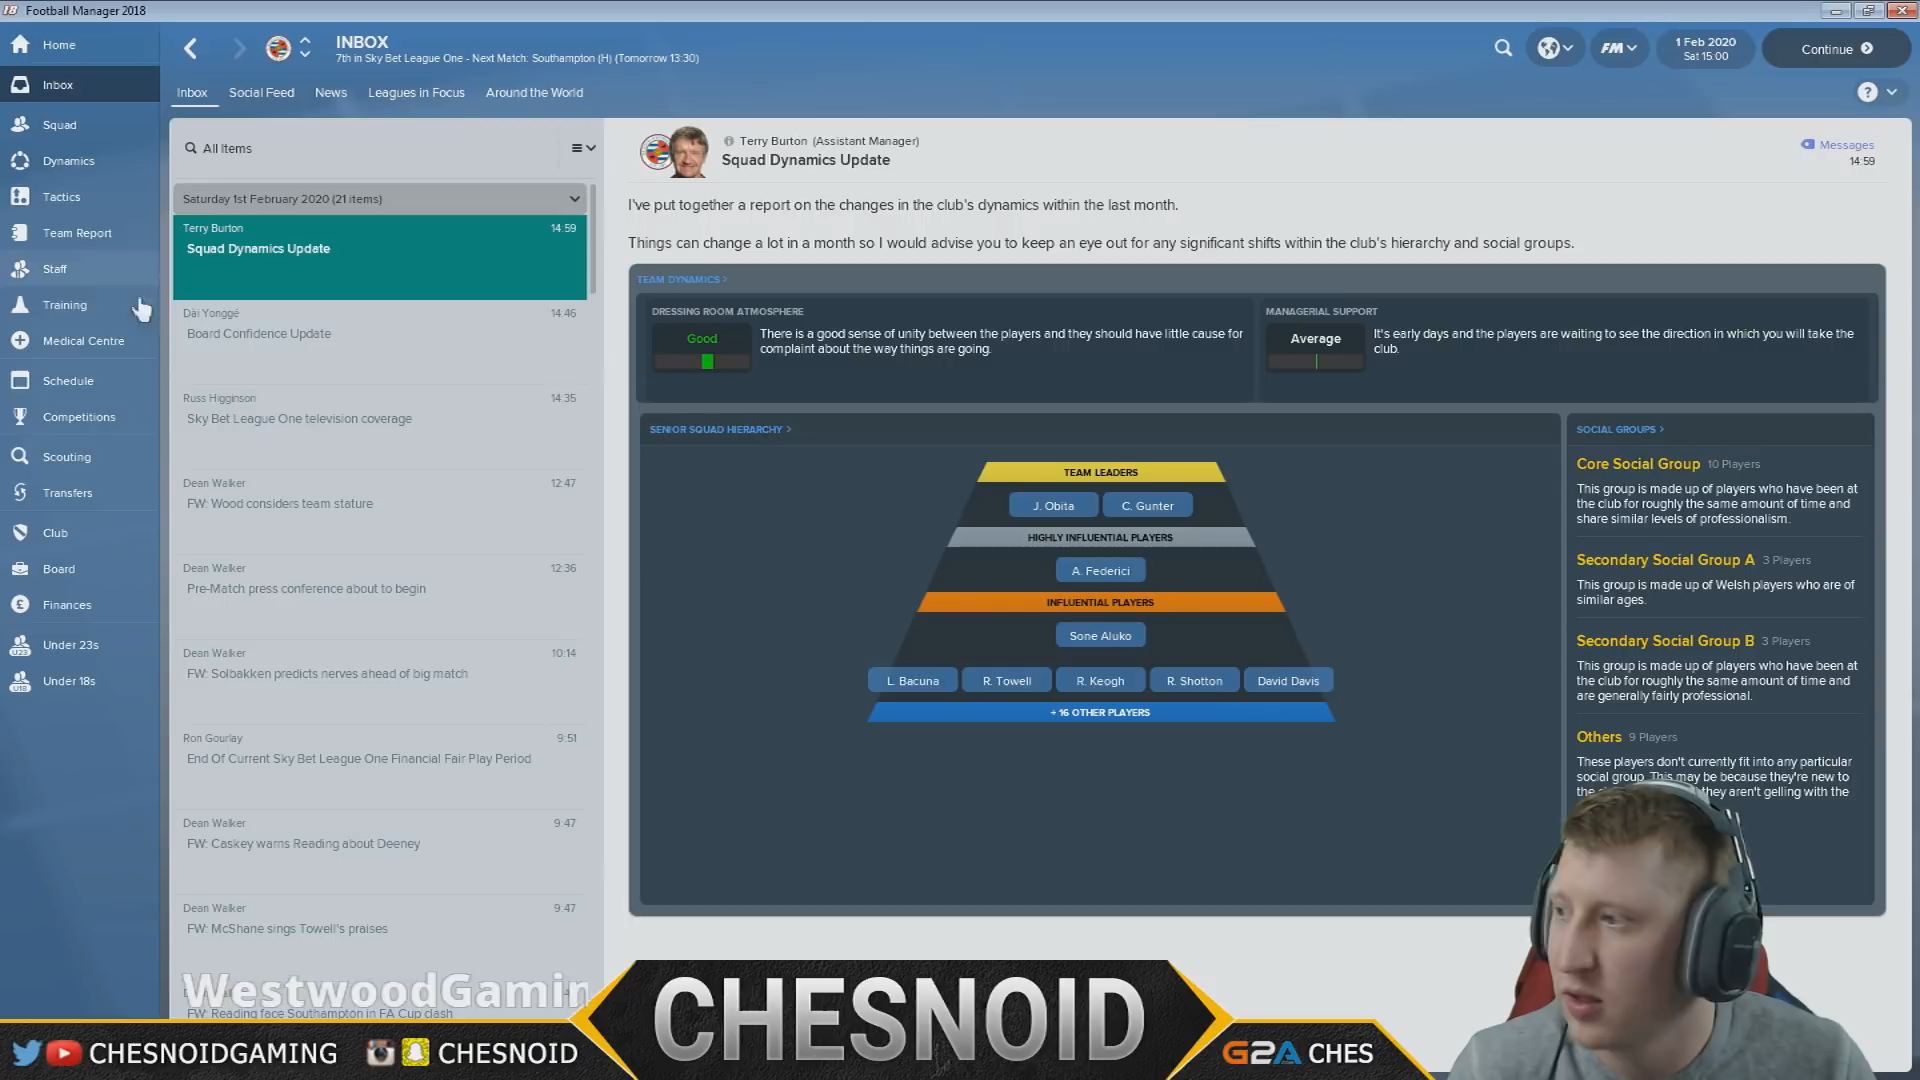 Football Manager 2018
Home
Inbox
Squad
Dynamics
Tactics
Team Report
Staff
Training
Medical Centre
Schedule
Competitions
Scouting
Transfers
Club
Board
Finances
U23
Under 23s
U18
Under 18s
INBOX
7th in Sky Bet League One - Next Match: Southampton (H) (Tomorrow 13:30)
FM
1 Feb 2020
Sat 15:00
Continue
Inbox
Social Feed
News
Leagues in Focus
Around the World
?
All Items
Saturday 1st February 2020 (21 items)
Terry Burton 14:59
Squad Dynamics Update
Dài Yonggé 14:46
Board Confidence Update
Russ Higginson 14:35
Sky Bet League One television coverage
Dean Walker 12:47
FW: Wood considers team stature
Dean Walker 12:36
Pre-Match press conference about to begin
Dean Walker 10:14
FW: Solbakken predicts nerves ahead of big match
Ron Gourlay 9:51
End Of Current Sky Bet League One Financial Fair Play Period
Dean Walker 9:47
FW: Caskey warns Reading about Deeney
Dean Walker 9:47
FW: McShane sings Towell's praises
FW: Reading face Southampton in FA Cup clash
Terry Burton (Assistant Manager)
Squad Dynamics Update
Messages
14:59
I've put together a report on the changes in the club's dynamics within the last month.
Things can change a lot in a month so I would advise you to keep an eye out for any significant shifts within the club's hierarchy and social groups.
TEAM DYNAMICS >
DRESSING ROOM ATMOSPHERE
Good
There is a good sense of unity between the players and they should have little cause for
complaint about the way things are going.
MANAGERIAL SUPPORT
Average
It's early days and the players are waiting to see the direction in which you will take the
club.
SENIOR SQUAD HIERARCHY >
TEAM LEADERS
J. Obita
C. Gunter
HIGHLY INFLUENTIAL PLAYERS
A. Federici
INFLUENTIAL PLAYERS
Sone Aluko
L. Bacuna
R. Towell
R. Keogh
R. Shotton
David Davis
+ 16 OTHER PLAYERS
SOCIAL GROUPS >
Core Social Group 10 Players
This group is made up of players who have been at
the club for roughly the same amount of time and
share similar levels of professionalism.
Secondary Social Group A 3 Players
This group is made up of Welsh players who are of
similar ages.
Secondary Social Group B 3 Players
This group is made up of players who have been at
the club for roughly the same amount of time and
are generally fairly professional.
Others 9 Players
These players don't currently fit into any particular
social group. This may be because they're new to
the they aren't gelling with the
WestwoodGamin
CHESNOIDGAMING
CHESNOID
CHESNOID
G2A CHES